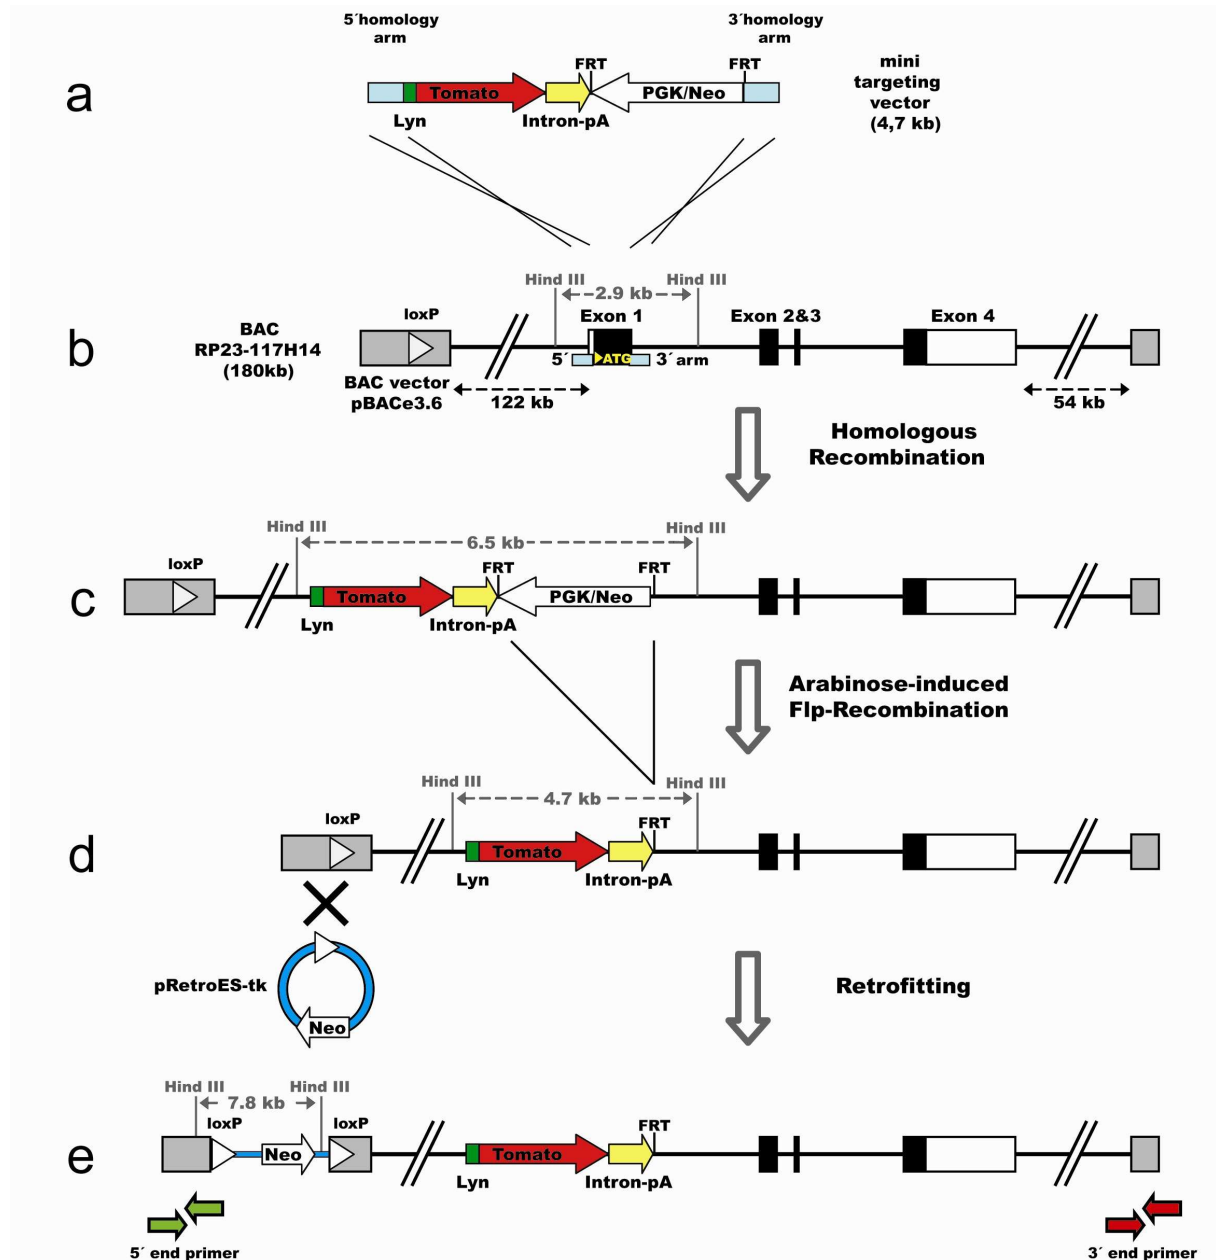 5´homology
arm
3´homology
arm
a
FRT
FRT
Tomato
PGK/Neo
Lyn
Intron-pA
mini
targeting
vector
(4,7 kb)
b
BAC
RP23-117H14
(180kb)
loxP
BAC vector
pBACe3.6
Hind III
Hind III
2.9 kb
Exon 1
Exon 2&3
Exon 4
5´
ATG
3´arm
122 kb
54 kb
Homologous
Recombination
c
Hind III
Hind III
6.5 kb
loxP
FRT
FRT
Tomato
PGK/Neo
Lyn
Intron-pA
Arabinose-induced
Flp-Recombination
d
Hind III
Hind III
4.7 kb
loxP
FRT
Tomato
Lyn
Intron-pA
pRetroES-tk
Neo
Retrofitting
e
Hind III
Hind III
7.8 kb
loxP
loxP
FRT
Neo
Tomato
Lyn
Intron-pA
5´ end primer
3´ end primer